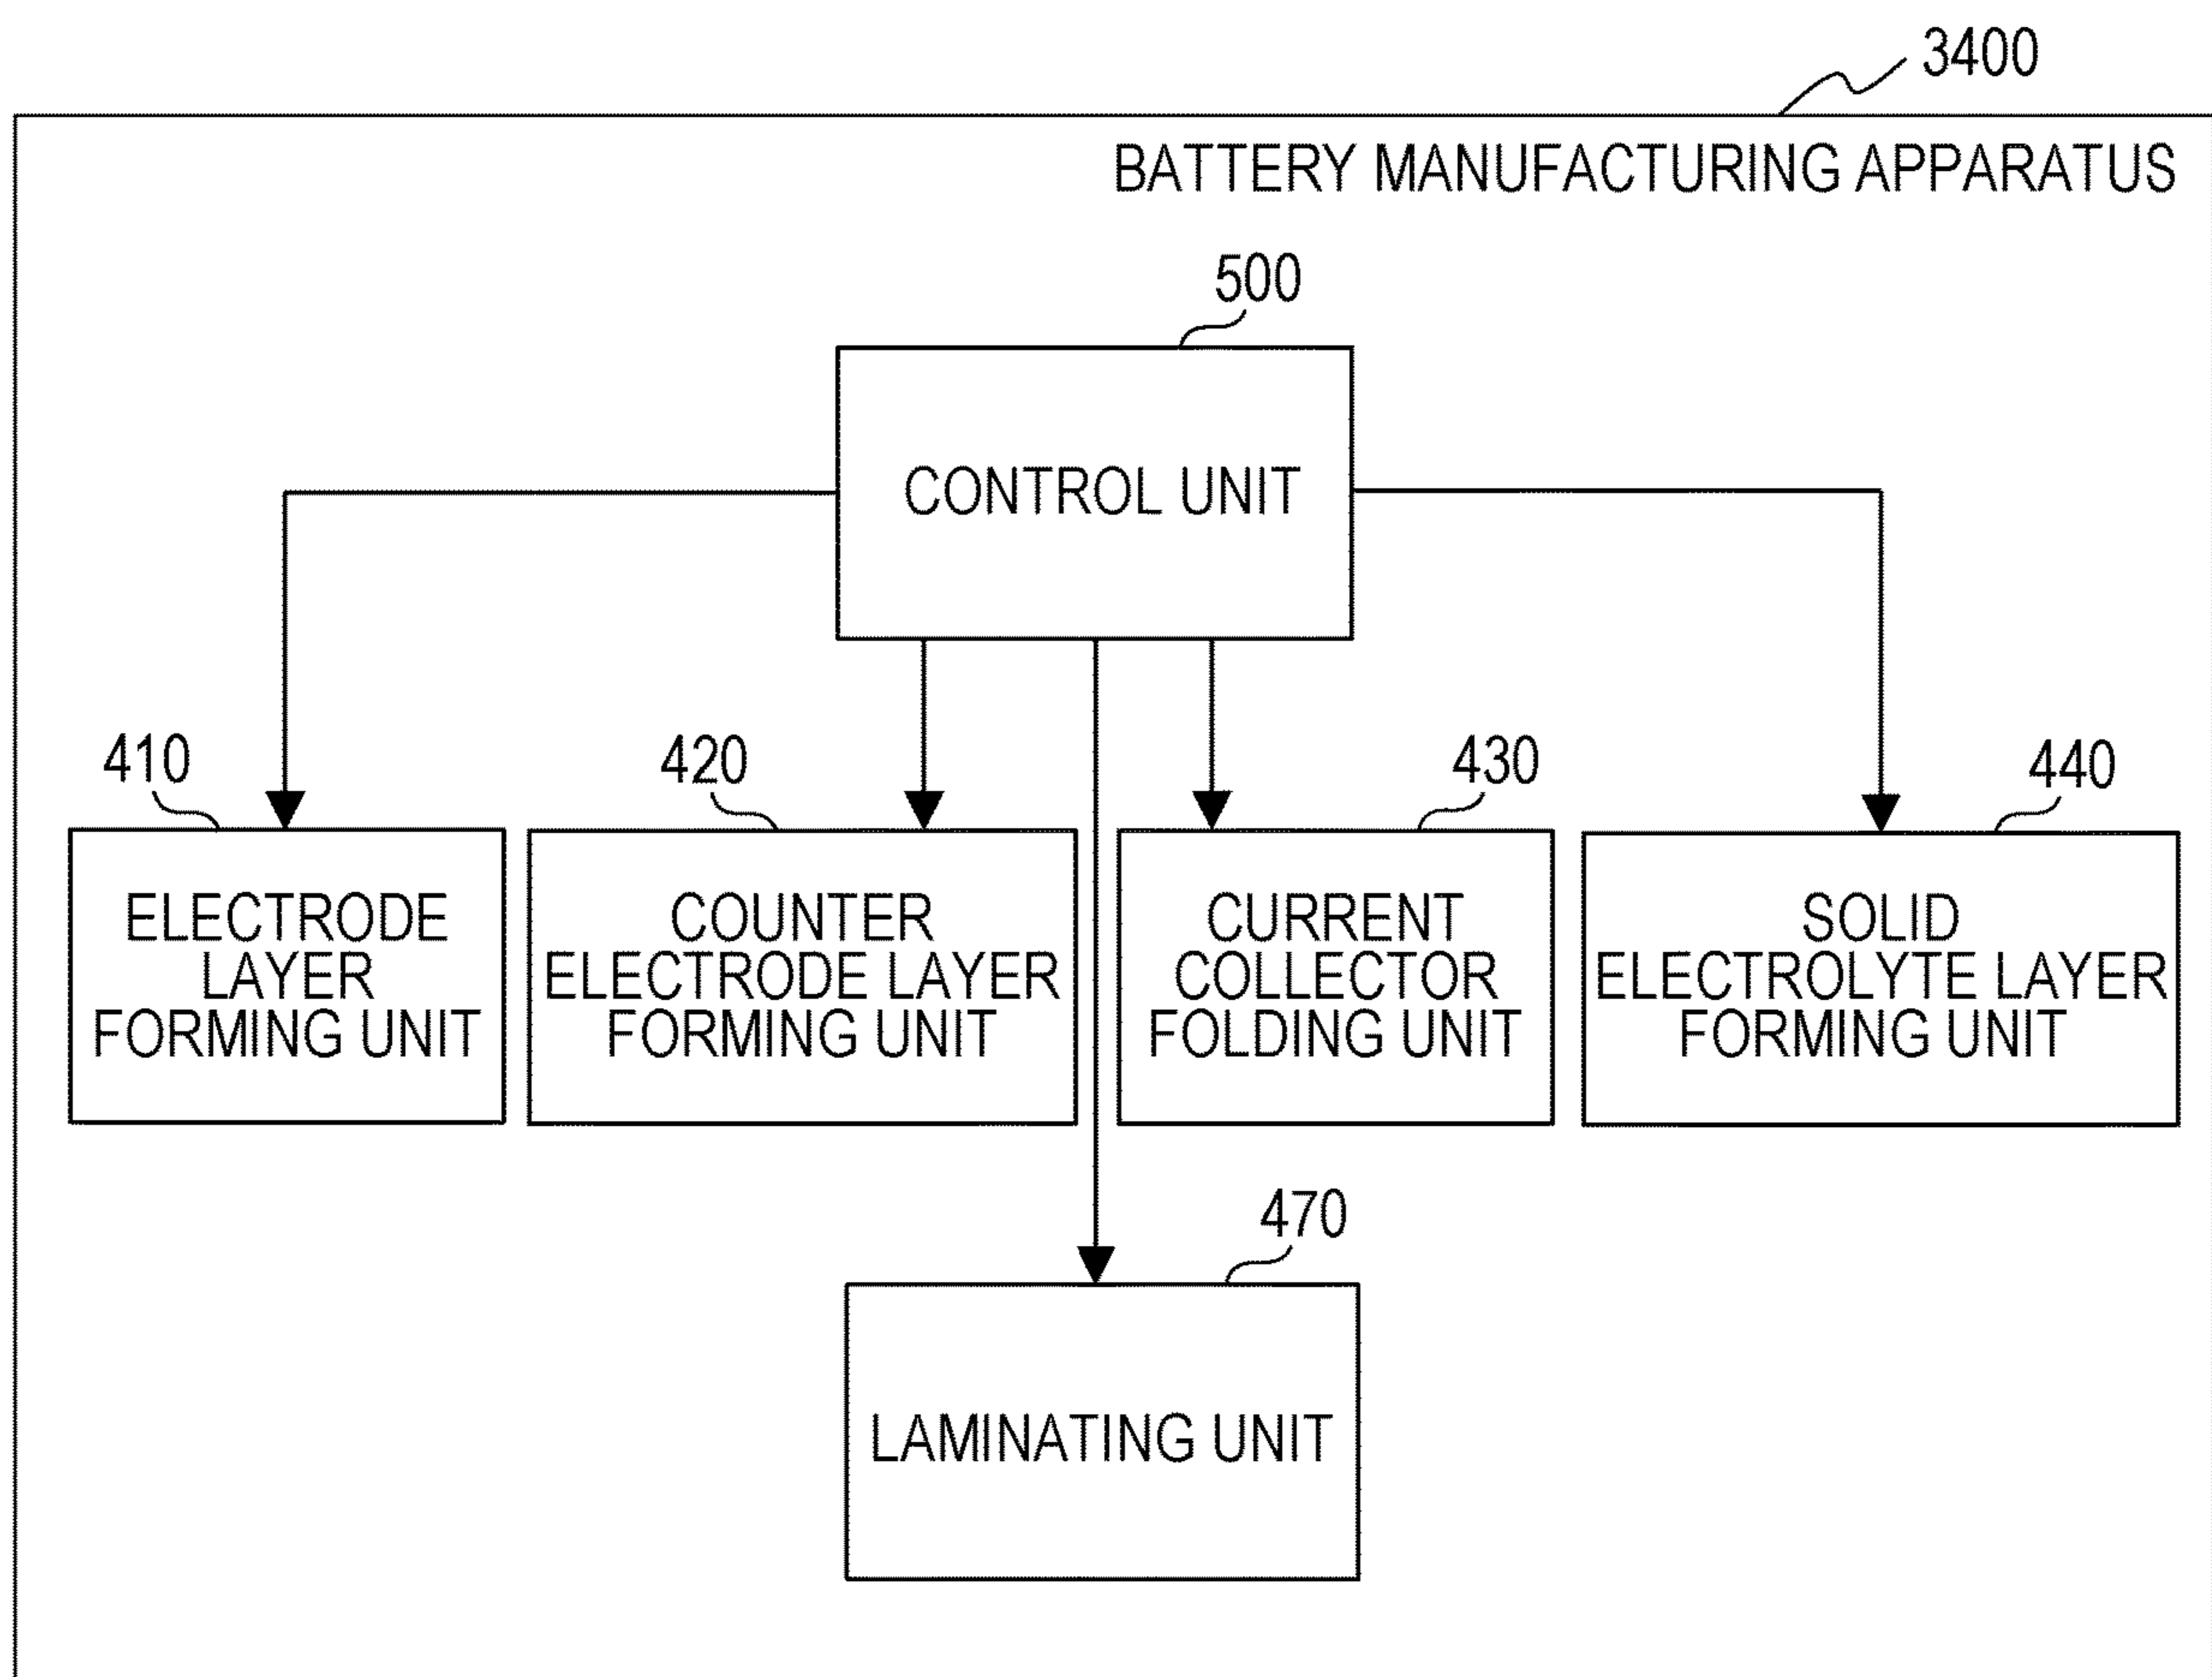 3400
BATTERY MANUFACTURING APPARATUS
500
CONTROL UNIT
410
420
430
440
ELECTRODE
LAYER
FORMING UNIT
COUNTER
ELECTRODE LAYER
FORMING UNIT
CURRENT
COLLECTOR
FOLDING UNIT
SOLID
ELECTROLYTE LAYER
FORMING UNIT
470
LAMINATING UNIT